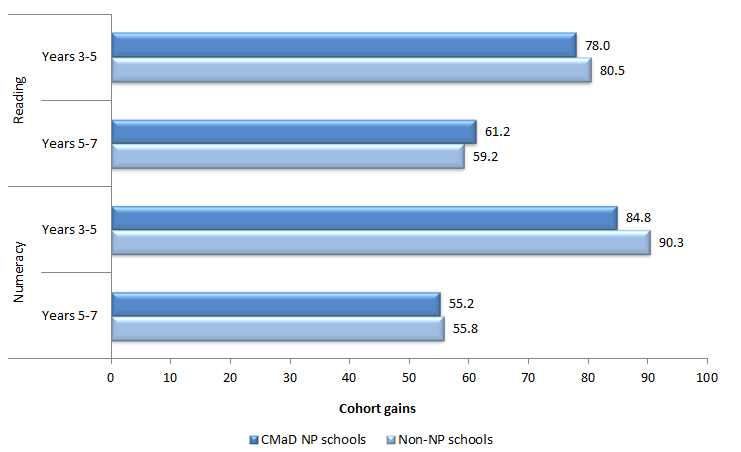 Reading
Years 3-5
78.0
80.5
Years 5-7
61.2
59.2
Numeracy
Years 3-5
84.8
90.3
Years 5-7
55.2
55.8
0 10 20 30 40 50 60 70 80 90 100
Cohort gains
CMaD NP schools Non-NP schools